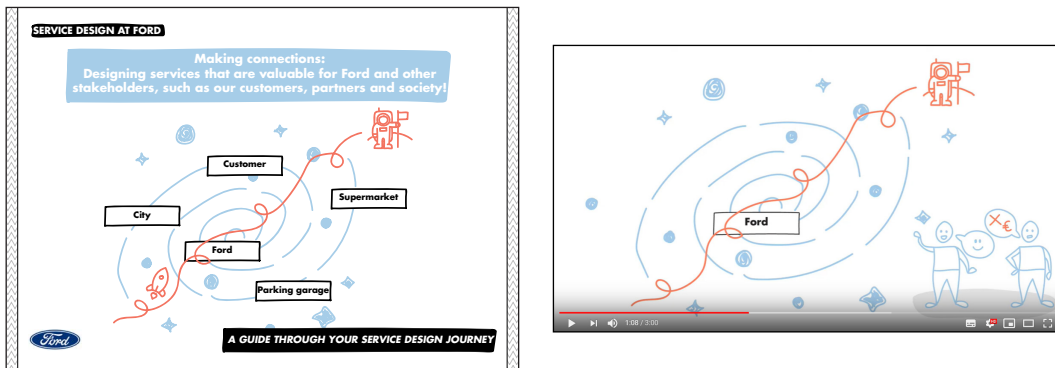 SERVICE DESIGN AT FORD
Making connections:
Designing services that are valuable for Ford and other
stakeholders, such as our customers, partners and society!
Customer
Supermarket
City
Ford
Parking garage
Ford
A GUIDE THROUGH YOUR SERVICE DESIGN JOURNEY
Ford
X €
1:08 / 3:00